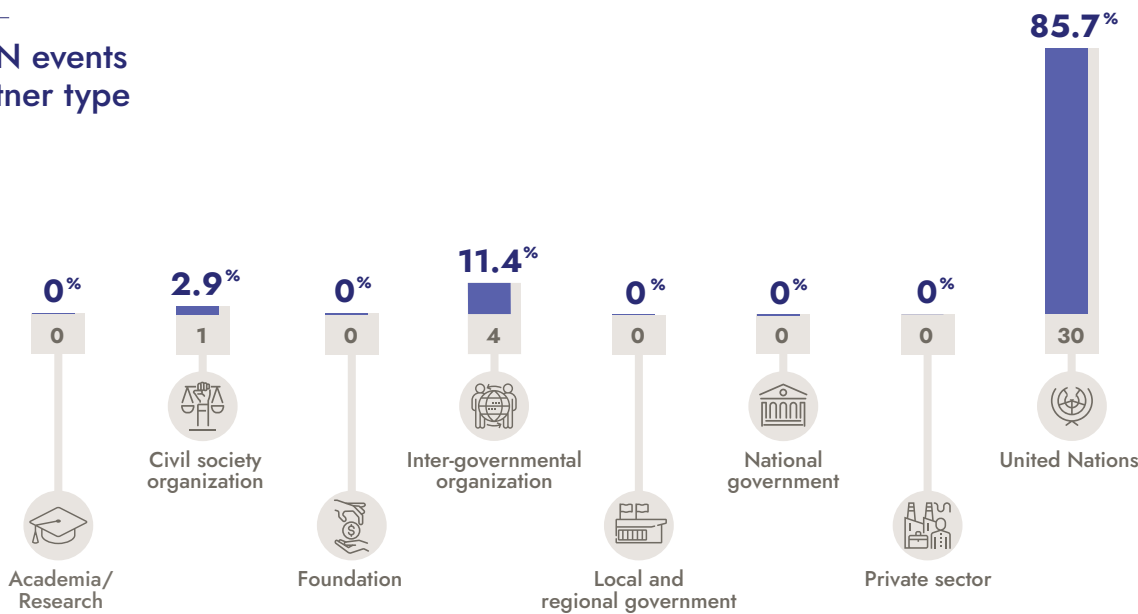 N events
tner type
0%
0
Academia/
Research
2.9%
1
Civil society
organization
0%
0
$
Foundation
11.4%
4
Inter-governmental
organization
0%
0
Local and
regional government
0%
0
National
government
0%
0
Private sector
85.7%
30
United Nations